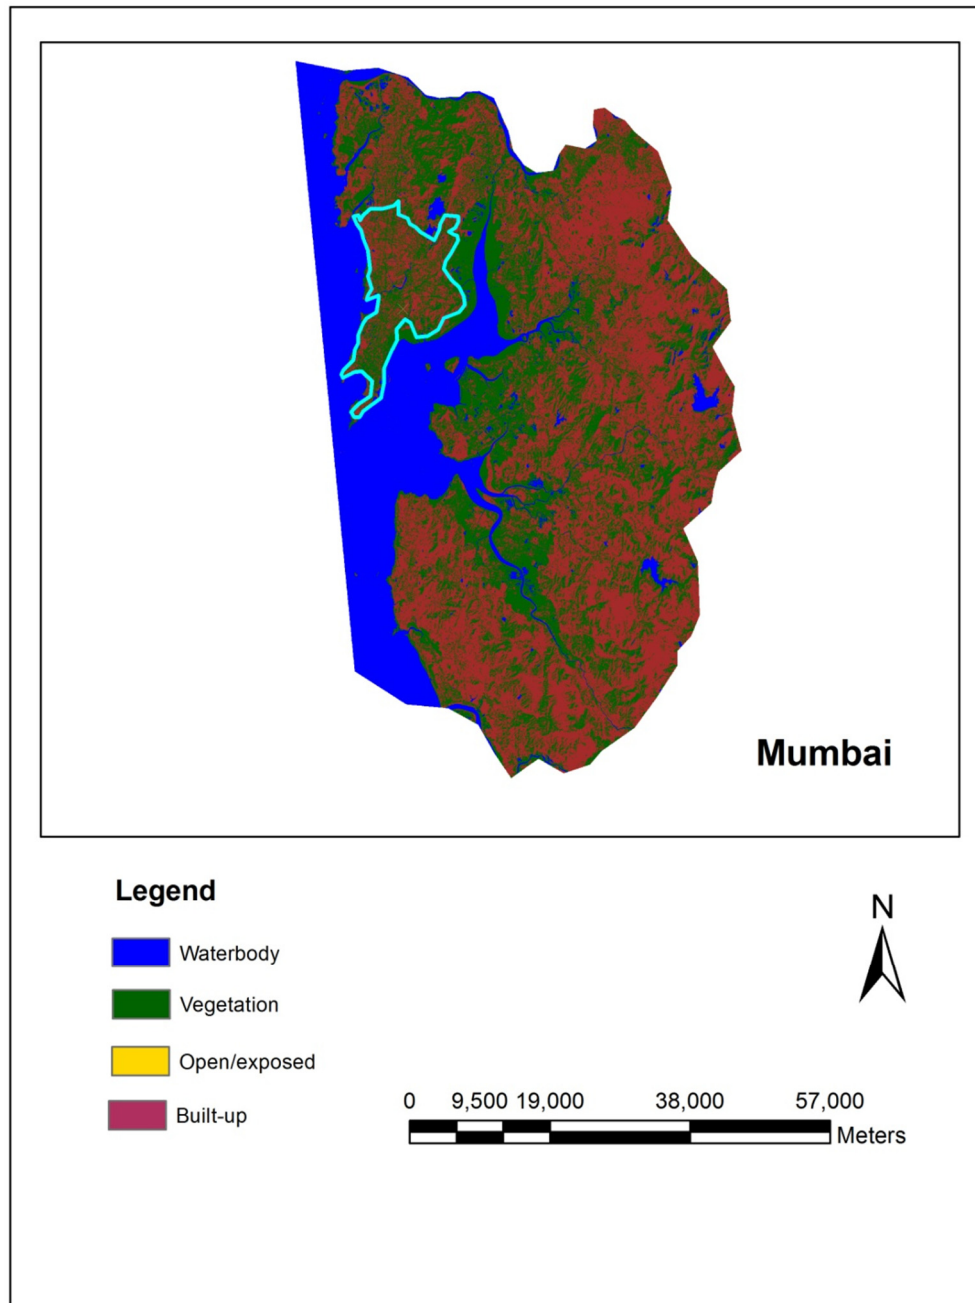 Mumbai
Legend
N
Waterbody
Vegetation
Open/exposed
Built-up
0 9,500 19,000 38,000 57,000
Meters